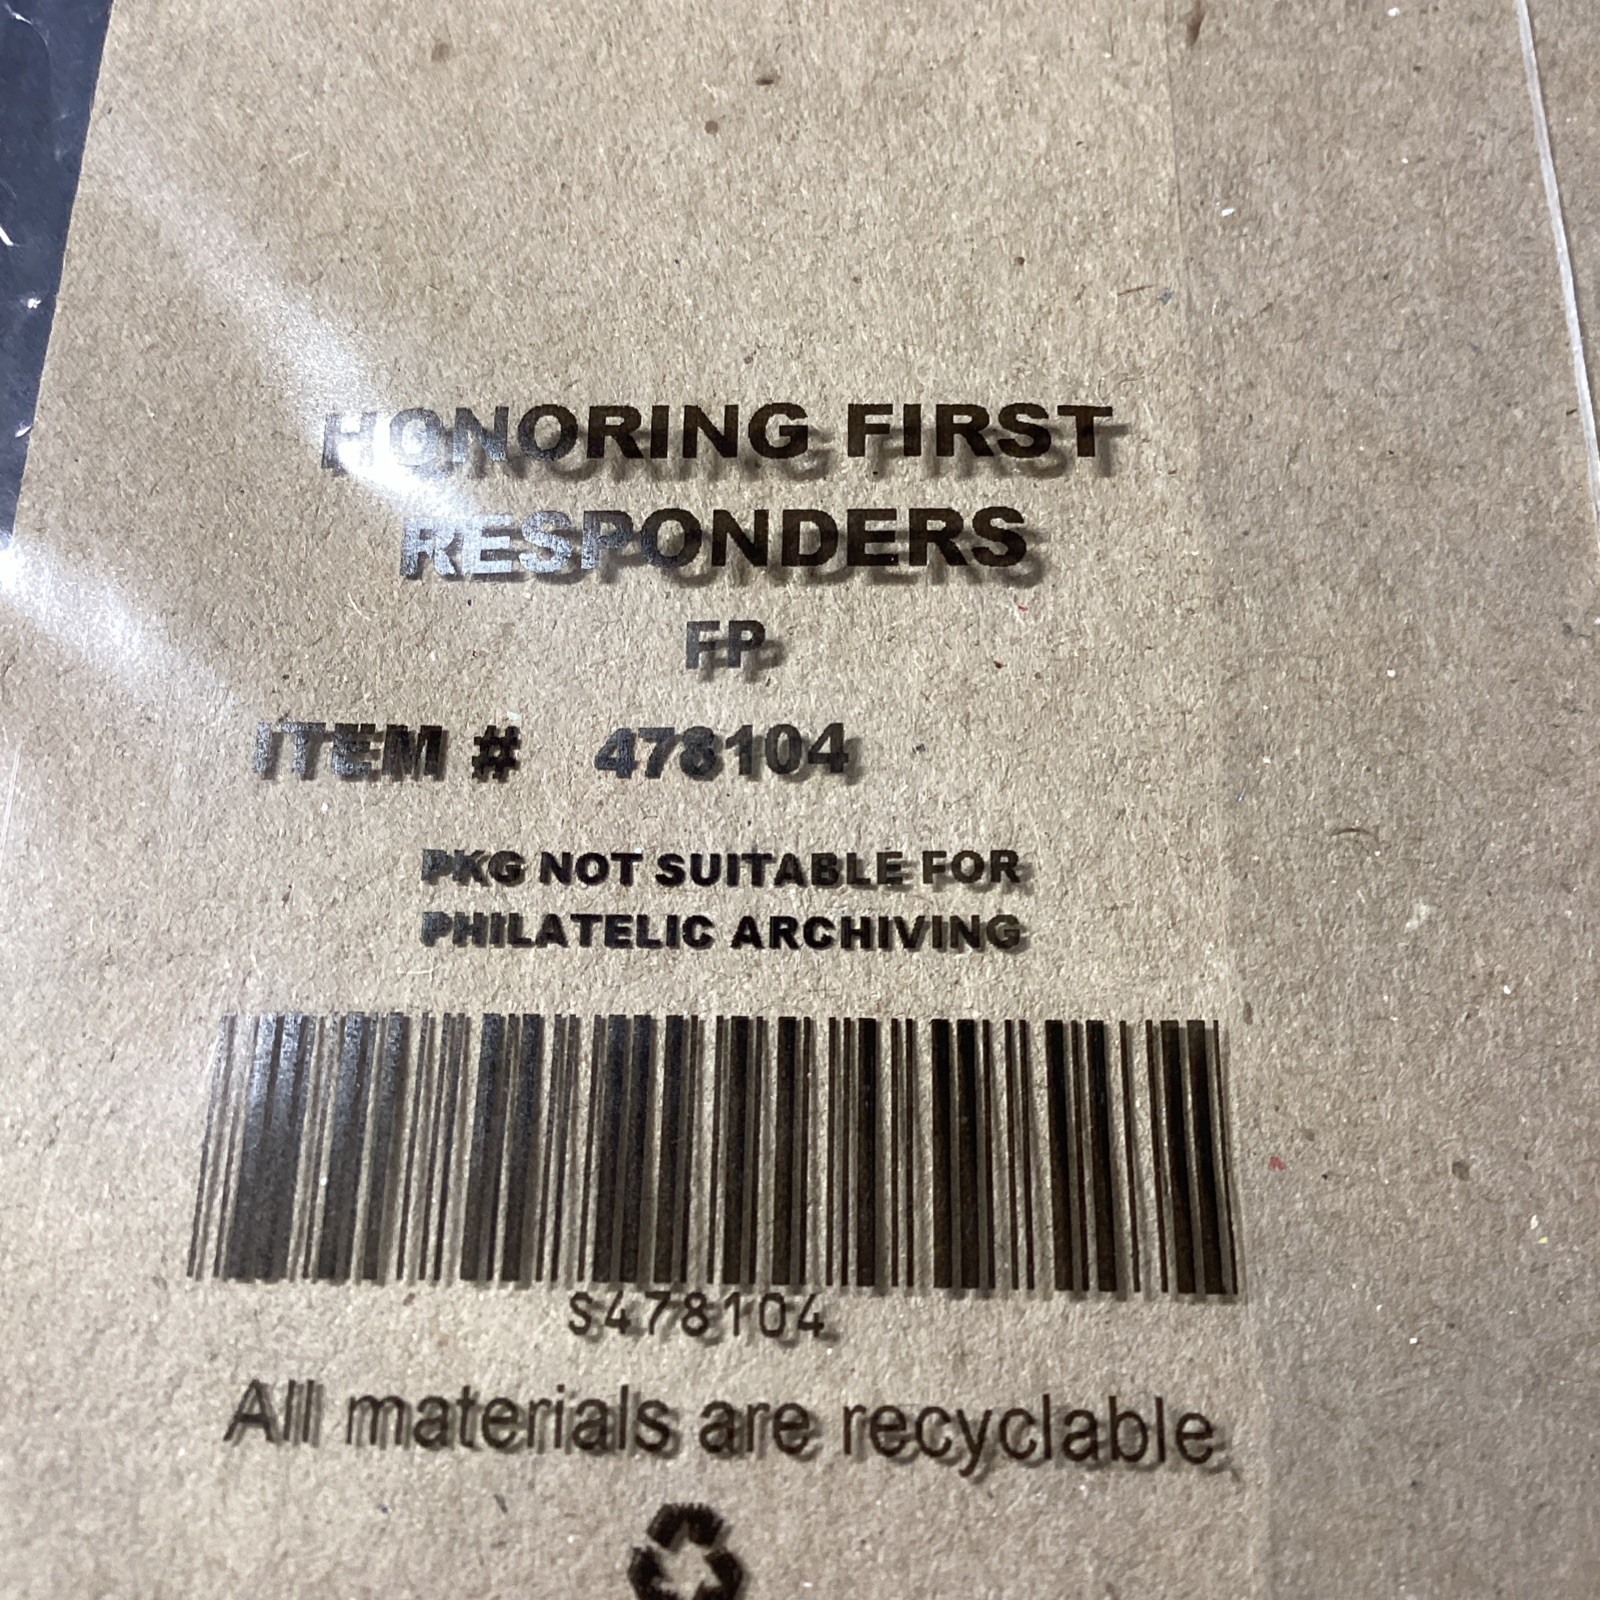 HONORING FIRST
RESPONDERS
FP
ITEM # 478104
PKG NOT SUITABLE FOR
PHILATELIC ARCHIVING
S478104
All materials are recyclable